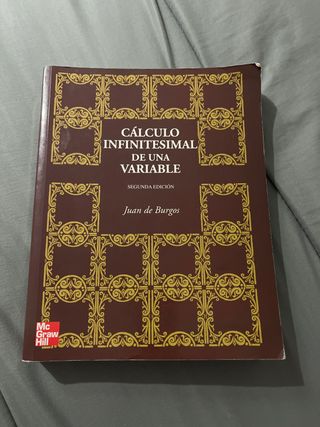 CÁLCULO
INFINITESIMAL
DE UNA
VARIABLE
SEGUNDA EDICIÓN
Juan de Burgos
Mc
Graw
Hill